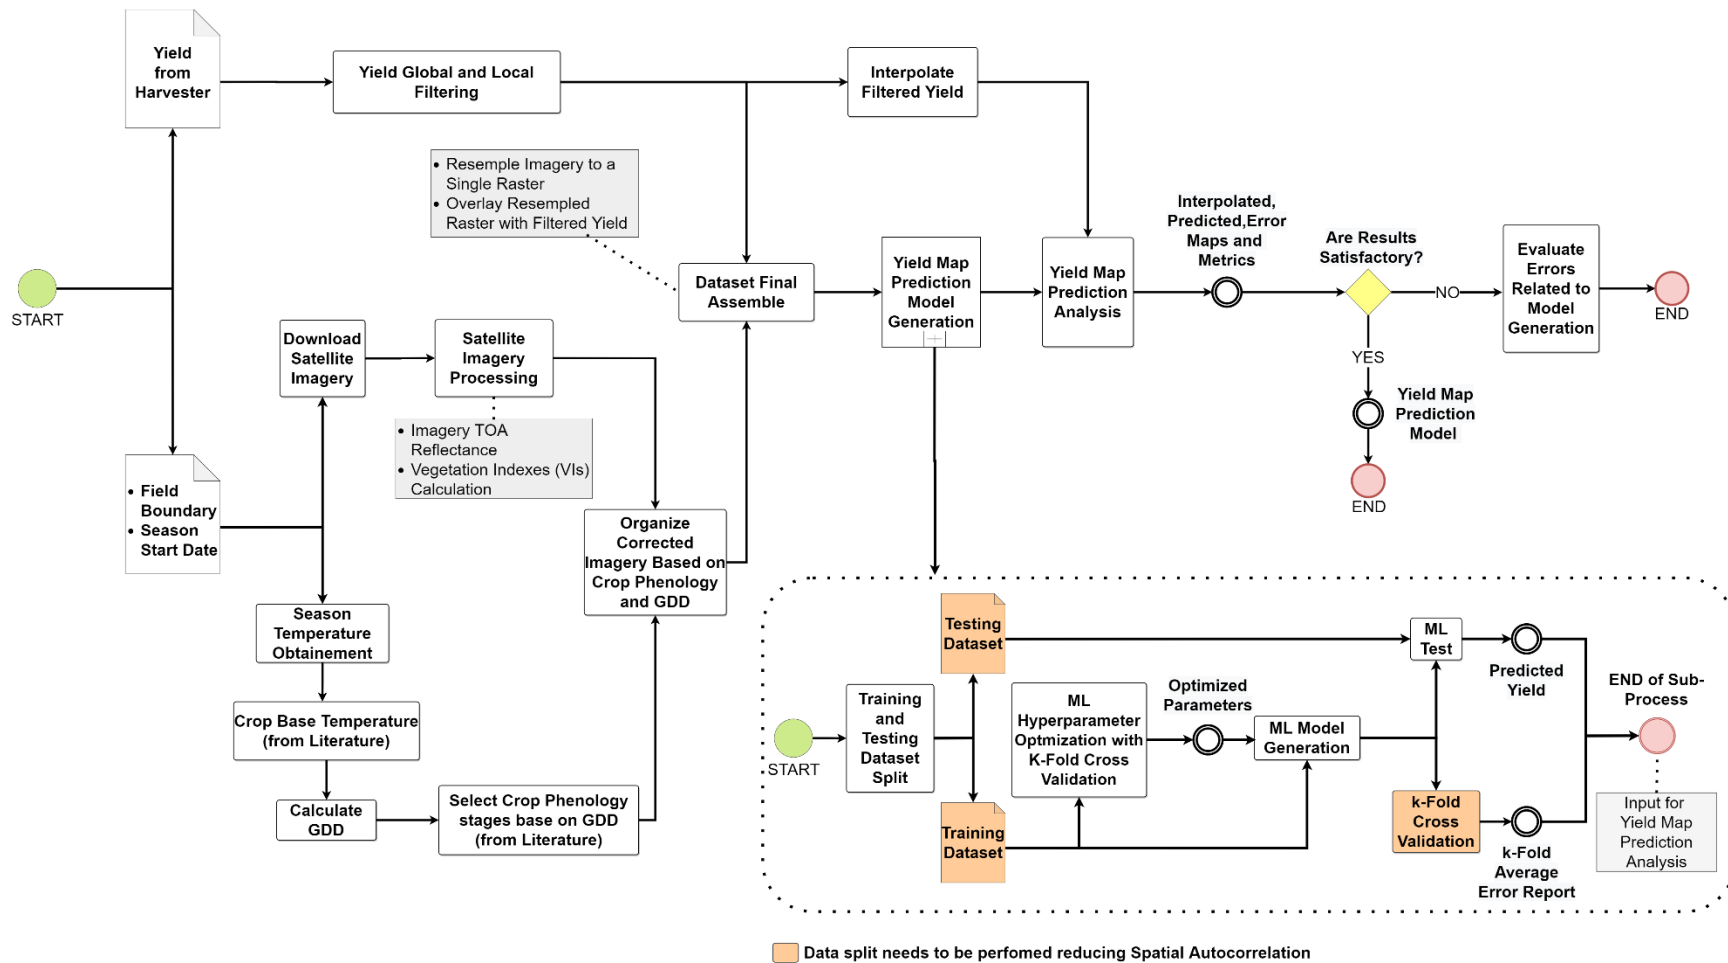 Yield
from
Harvester
Yield Global and Local
Filtering
Interpolate
Filtered Yield
• Resemple Imagery to a
Single Raster
• Overlay Resempled
Raster with Filtered Yield
START
Dataset Final
Assemble
Yield Map
Prediction
Model
Generation
Yield Map
Prediction
Analysis
Interpolated,
Predicted,Error
Maps and
Metrics
Are Results
Satisfactory?
NO
Evaluate
Errors
Related to
Model
Generation
END
YES
Yield Map
Prediction
Model
END
Download
Satellite
Imagery
Satellite
Imagery
Processing
• Imagery TOA
Reflectance
• Vegetation Indexes (VIs)
Calculation
• Field
Boundary
• Season
Start Date
Organize
Corrected
Imagery Based on
Crop Phenology
and GDD
Season
Temperature
Obtainement
Crop Base Temperature
(from Literature)
Calculate
GDD
Select Crop Phenology
stages base on GDD
(from Literature)
START
Training
and
Testing
Dataset
Split
Testing
Dataset
Training
Dataset
ML
Hyperparameter
Optmization with
K-Fold Cross
Validation
Optimized
Parameters
ML Model
Generation
ML
Test
Predicted
Yield
k-Fold
Cross
Validation
k-Fold
Average
Error Report
END of Sub-
Process
Input for
Yield Map
Prediction
Analysis
Data split needs to be perfomed reducing Spatial Autocorrelation